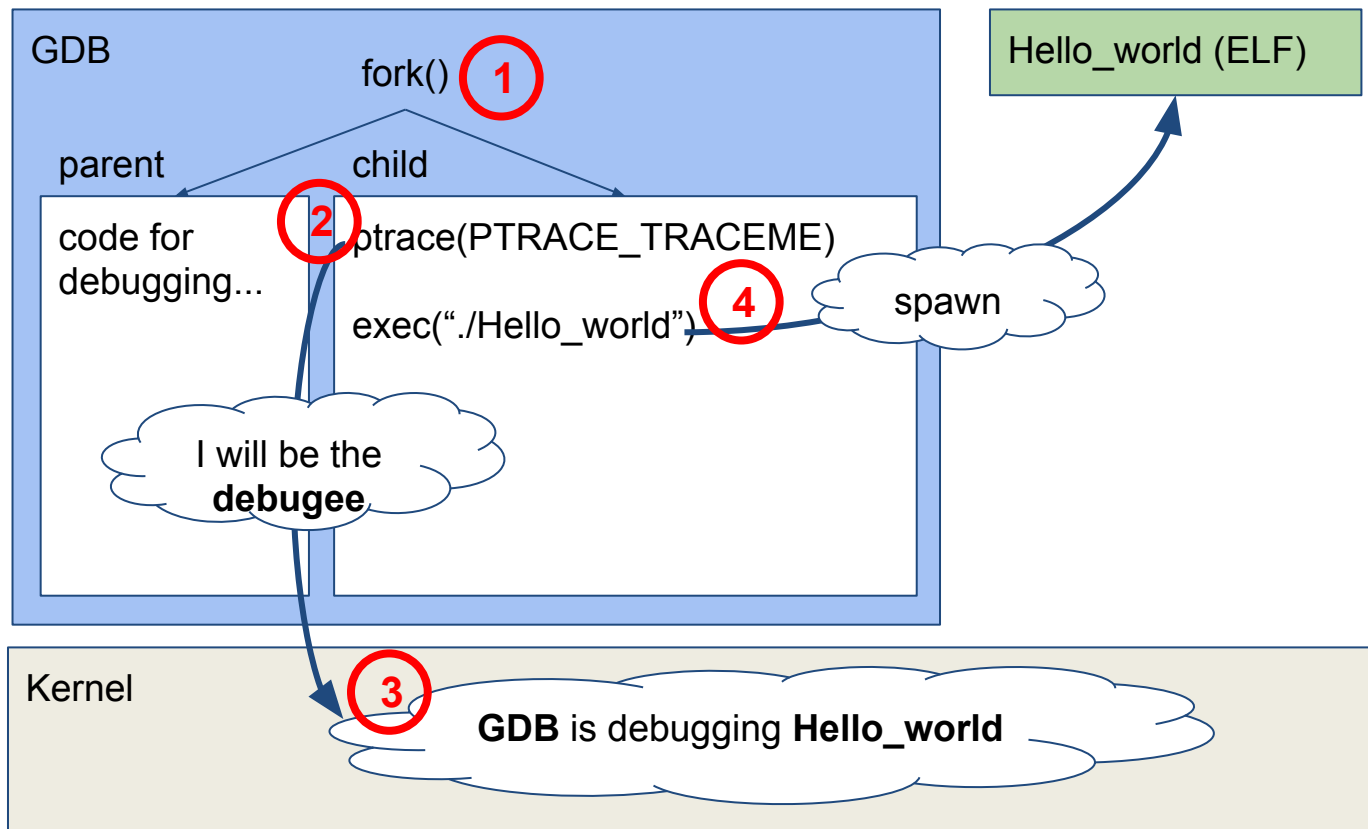 GDB
fork()
1
Hello_world (ELF)
parent
child
code for
debugging...
2
ptrace(PTRACE_TRACEME)
exec(“./Hello_world”)
4
spawn
I will be the
debugee
Kernel
3
GDB is debugging Hello_world